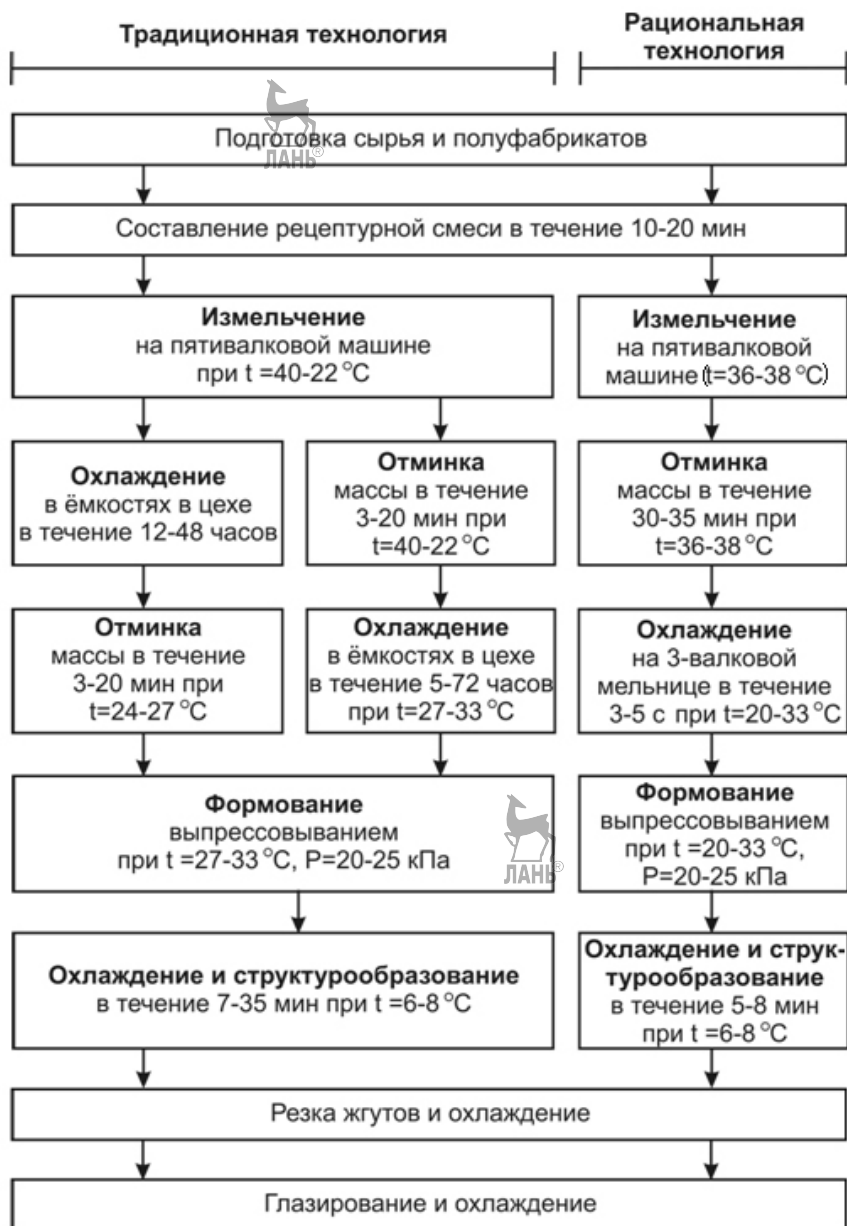 Традиционная технология
Рациональная
технология
Подготовка сырья и полуфабрикатов
ЛАНЬ®
Составление рецептурной смеси в течение 10-20 мин
Измельчение
на пятивалковой машине
при t =40-22 °C
Измельчение
на пятивалковой
машине (t=36-38 °C)
Охлаждение
в ёмкостях в цехе
в течение 12-48 часов
Отминка
массы в течение
3-20 мин при
t=40-22 °C
Отминка
массы в течение
30-35 мин при
t=36-38 °C
Отминка
массы в течение
3-20 мин при
t=24-27 °C
Охлаждение
в ёмкостях в цехе
в течение 5-72 часов
при t=27-33 °C
Охлаждение
на 3-валковой
мельнице в течение
3-5 с при t=20-33 °C
Формование
выпрессовыванием
при t =27-33 °C, P=20-25 кПа
ЛАНЬ®
Формование
выпрессовыванием
при t =20-33 °C,
P=20-25 кПа
Охлаждение и структурообразование
в течение 7-35 мин при t =6-8 °C
Охлаждение и струк-
турообразование
в течение 5-8 мин
при t =6-8 °C
Резка жгутов и охлаждение
Глазирование и охлаждение